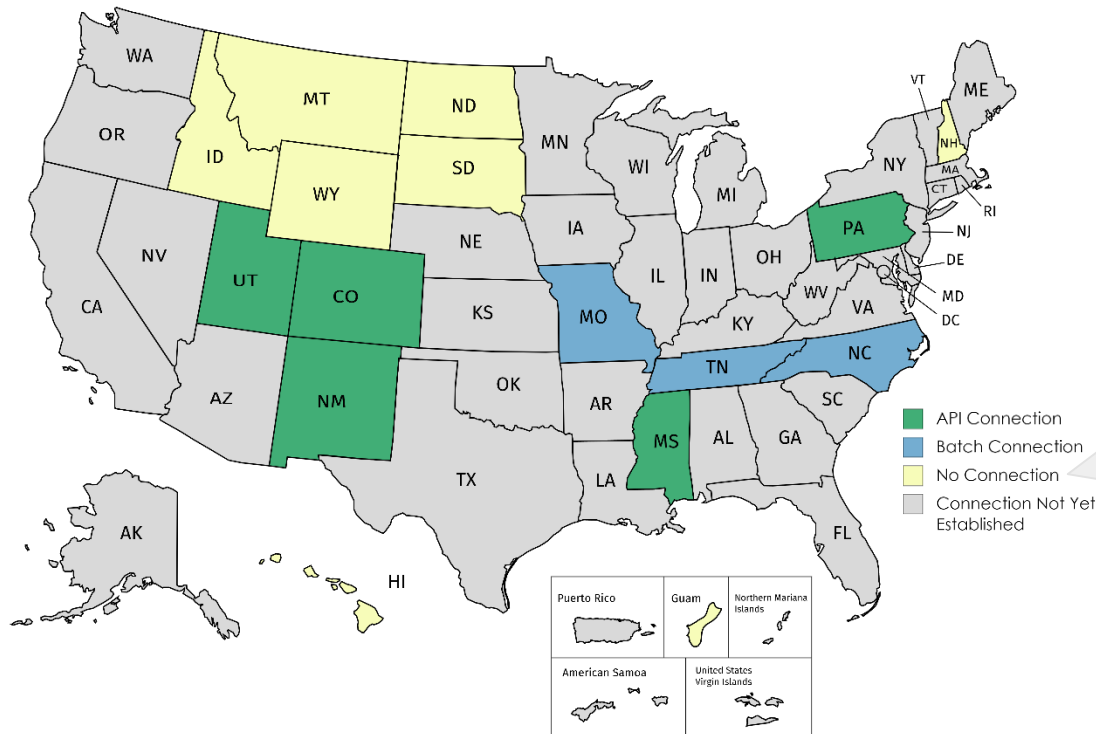 WA
MT
ND
MN
VT
ME
OR
ID
SD
WI
MI
NY
NH
MA
CT
RI
WY
NE
IA
PA
NJ
NV
UT
CO
IL
IN
OH
DE
MD
DC
CA
KS
MO
WV
VA
KY
AZ
NM
OK
AR
TN
NC
SC
MS
AL
GA
TX
LA
FL
API Connection
Batch Connection
No Connection
Connection Not Yet
Established
AK
HI
Puerto Rico
Guam
Northern Mariana
Islands
American Samoa
United States
Virgin Islands